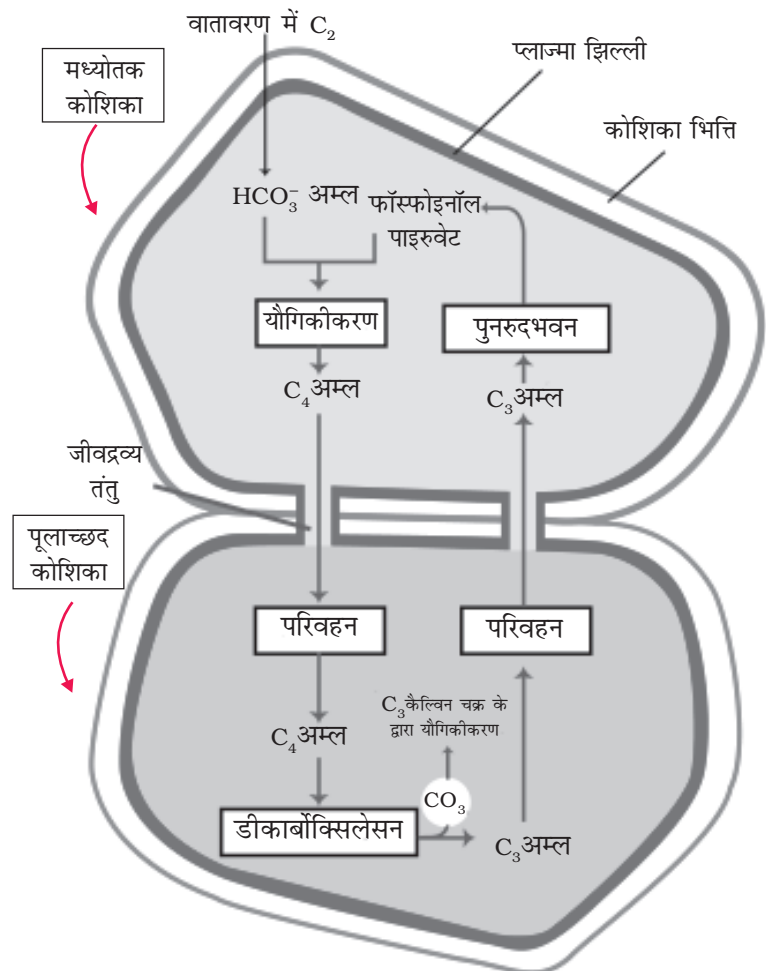 वातावरण में C₂
मध्योतक
कोशिका
प्लाज्मा झिल्ली
कोशिका भित्ति
HCO₃⁻ अम्ल
फॉस्फोइनॉल
पाइरुवेट
यौगिकीकरण
पुनरुदभवन
C₄अम्ल
C₃अम्ल
जीवद्रव्य
तंतु
पूलाच्छद
कोशिका
परिवहन
परिवहन
C₃कैल्विन चक्र के
द्वारा यौगिकीकरण
C₄अम्ल
CO₃
डीकार्बोक्सिलेसन
C₃अम्ल